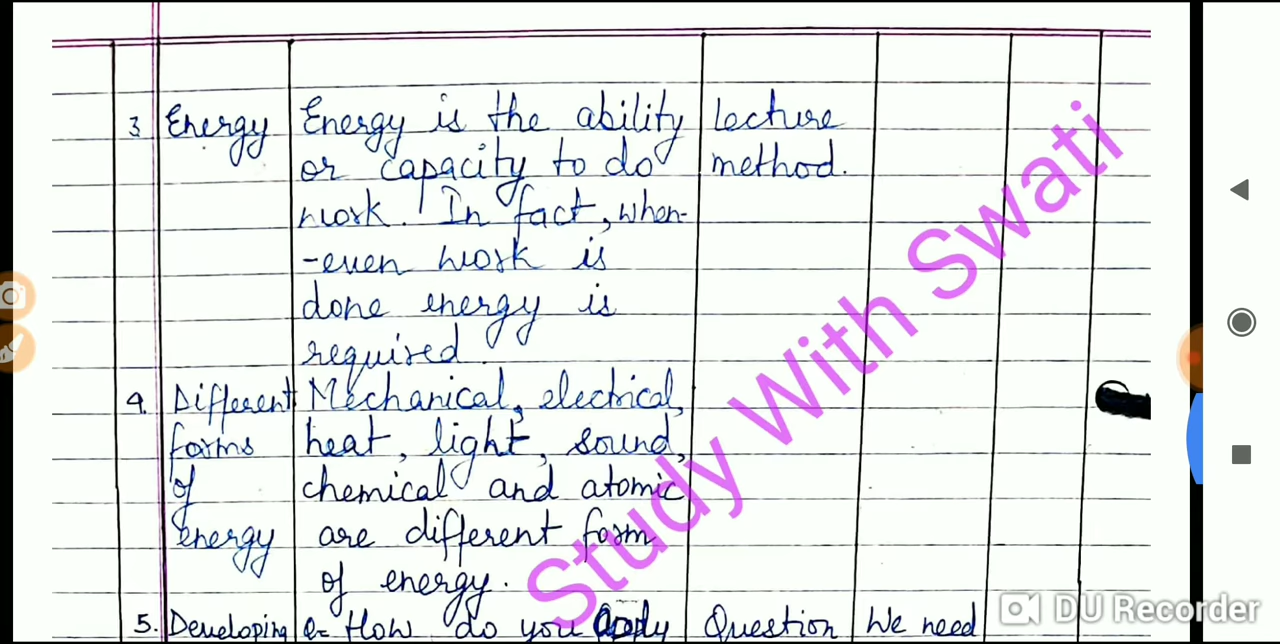 3. Energy Energy is the ability Lecture
or capacity to do method.
work. In fact, when-
-even work is
done energy is
required.
4. Different Mechanical, electrical,
forms heat, light, sound,
of chemical and atomic
energy are different form
of energy.
5. Developing Q- How do you apply Question We need
Study With Swati
DU Recorder